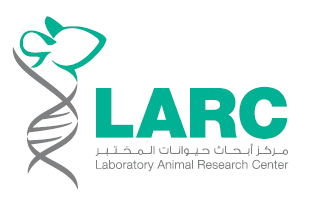 LARC
مركز أبحاث حيوانات المختبر
Laboratory Animal Research Center